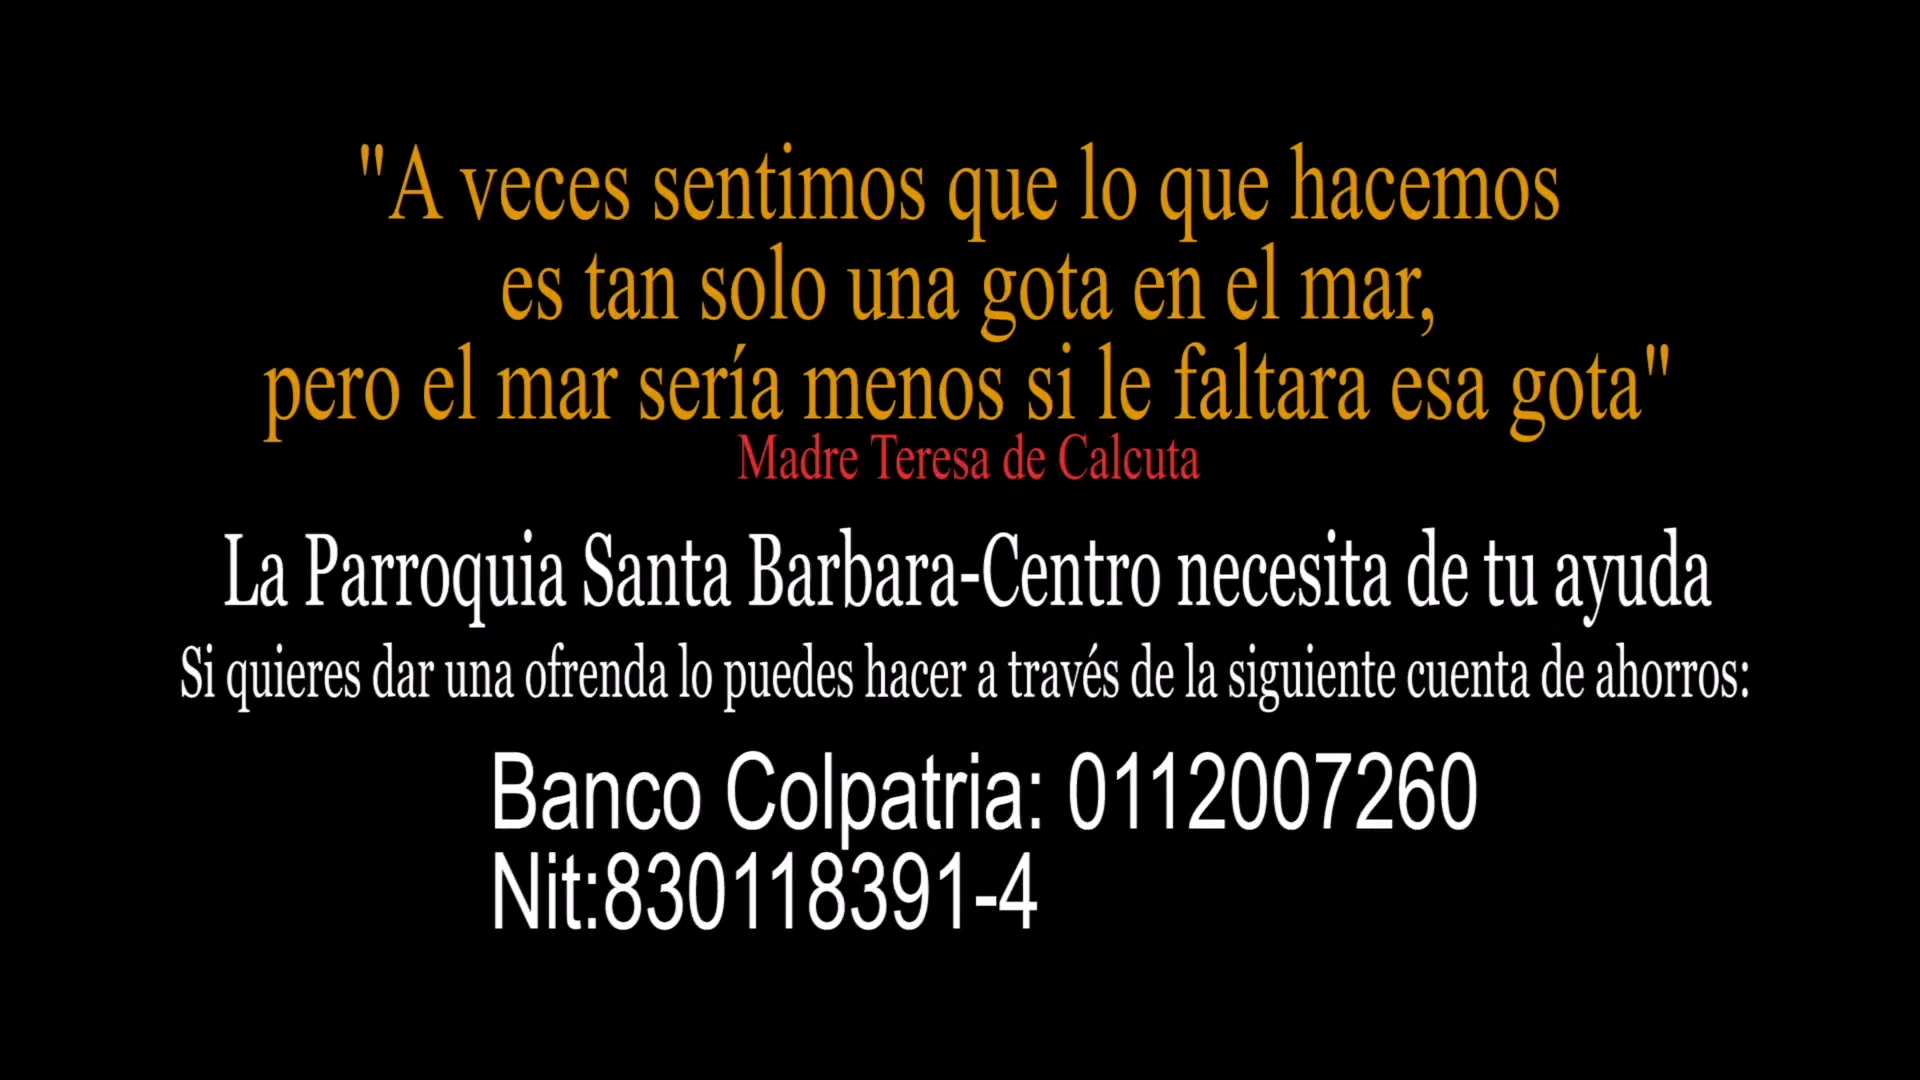 "A veces sentimos que lo que hacemos
es tan solo una gota en el mar,
pero el mar sería menos si le faltara esa gota"
Madre Teresa de Calcuta
La Parroquia Santa Barbara-Centro necesita de tu ayuda
Si quieres dar una ofrenda lo puedes hacer a través de la siguiente cuenta de ahorros:
Banco Colpatria: 0112007260
Nit:830118391-4